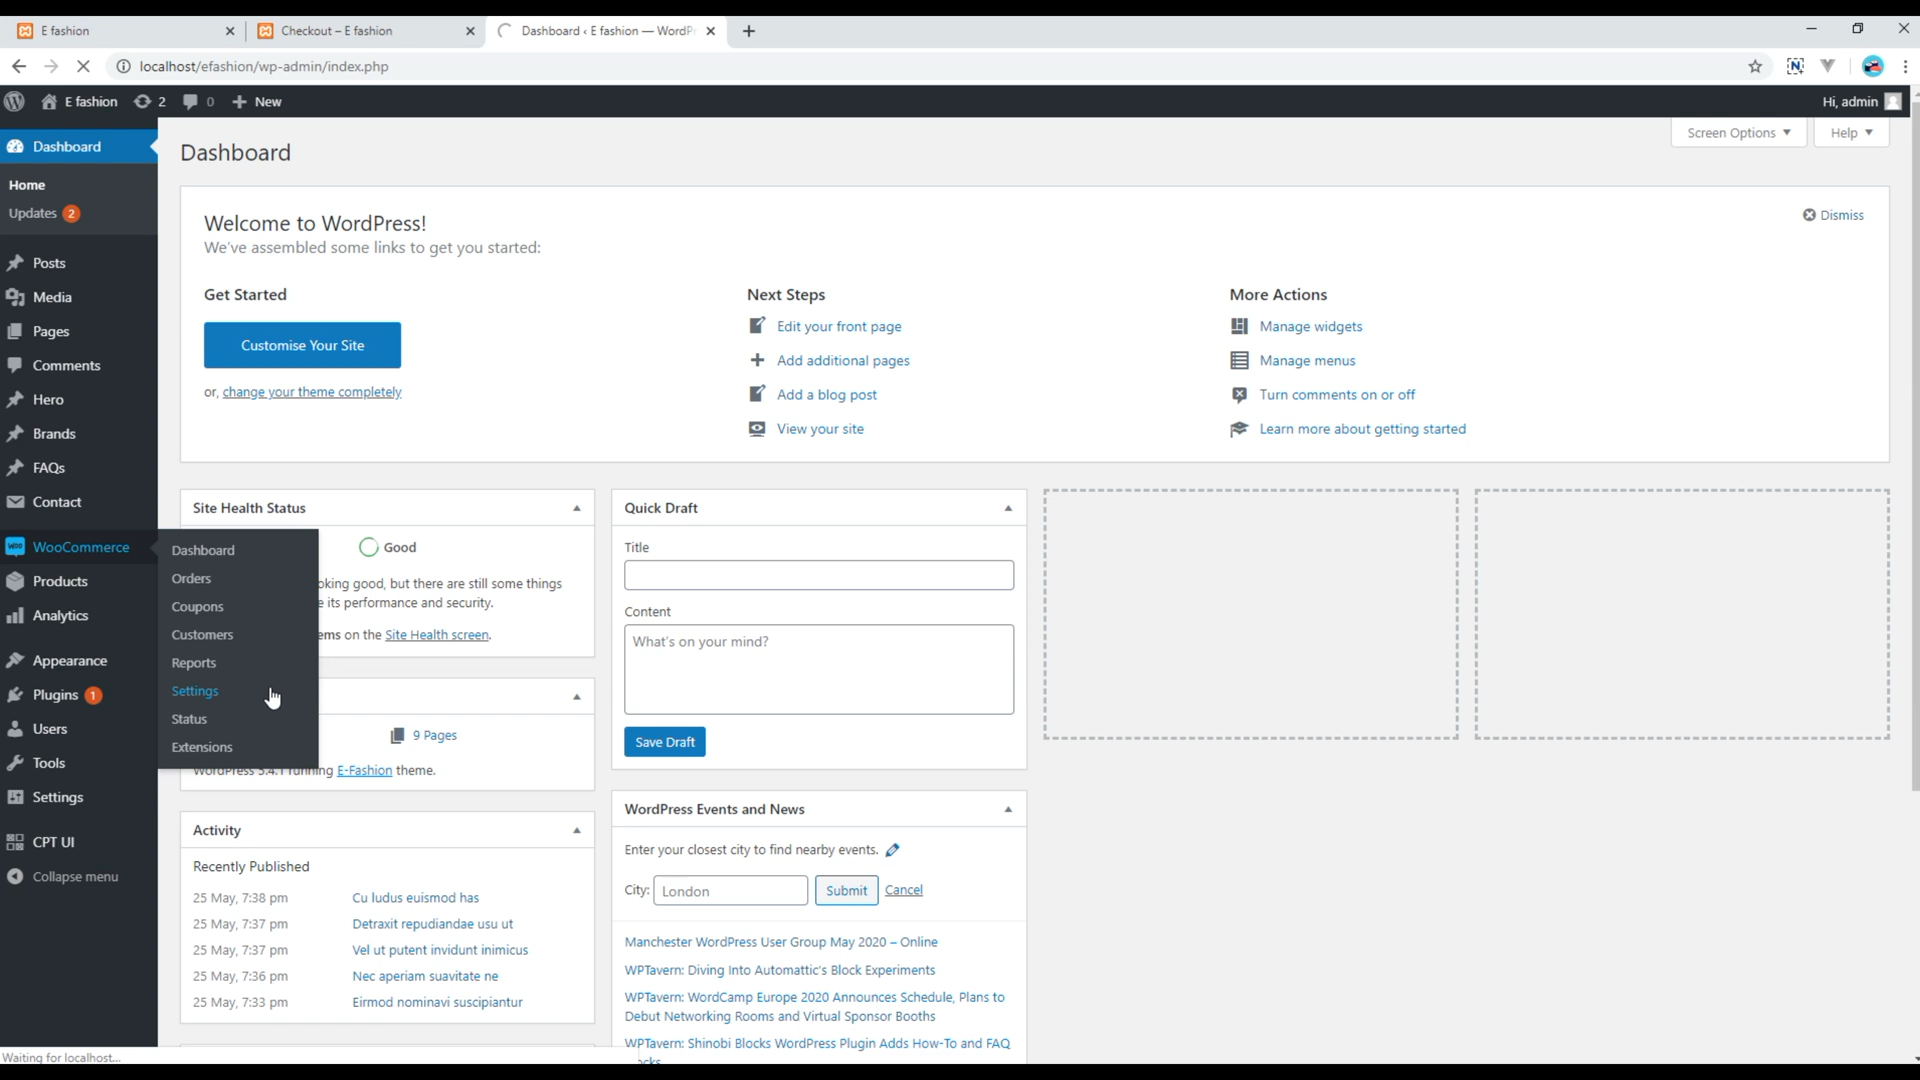 E fashion
Checkout – E fashion
Dashboard ‹ E fashion — WordPr
localhost/efashion/wp-admin/index.php
E fashion 2 0 New
Hi, admin
Dashboard
Home
Updates 2
Posts
Media
Pages
Comments
Hero
Brands
FAQs
Contact
WooCommerce
Products
Analytics
Appearance
Plugins 1
Users
Tools
Settings
CPT UI
Collapse menu
Dashboard
Orders
Coupons
Customers
Reports
Settings
Status
Extensions
Screen Options
Help
Dashboard
Welcome to WordPress!
We've assembled some links to get you started:
Dismiss
Get Started
Customise Your Site
or, change your theme completely
Next Steps
Edit your front page
Add additional pages
Add a blog post
View your site
More Actions
Manage widgets
Manage menus
Turn comments on or off
Learn more about getting started
Site Health Status
Good
oking good, but there are still some things
e its performance and security.
ems on the Site Health screen.
9 Pages
WordPress 5.4.1 running E-Fashion theme.
Activity
Recently Published
25 May, 7:38 pm Cu ludus euismod has
25 May, 7:37 pm Detraxit repudiandae usu ut
25 May, 7:37 pm Vel ut putent invidunt inimicus
25 May, 7:36 pm Nec aperiam suavitate ne
25 May, 7:33 pm Eirmod nominavi suscipiantur
Quick Draft
Title
Content
What's on your mind?
Save Draft
WordPress Events and News
Enter your closest city to find nearby events.
City: London Submit Cancel
Manchester WordPress User Group May 2020 – Online
WPTavern: Diving Into Automattic's Block Experiments
WPTavern: WordCamp Europe 2020 Announces Schedule, Plans to
Debut Networking Rooms and Virtual Sponsor Booths
WPTavern: Shinobi Blocks WordPress Plugin Adds How-To and FAQ
Waiting for localhost...